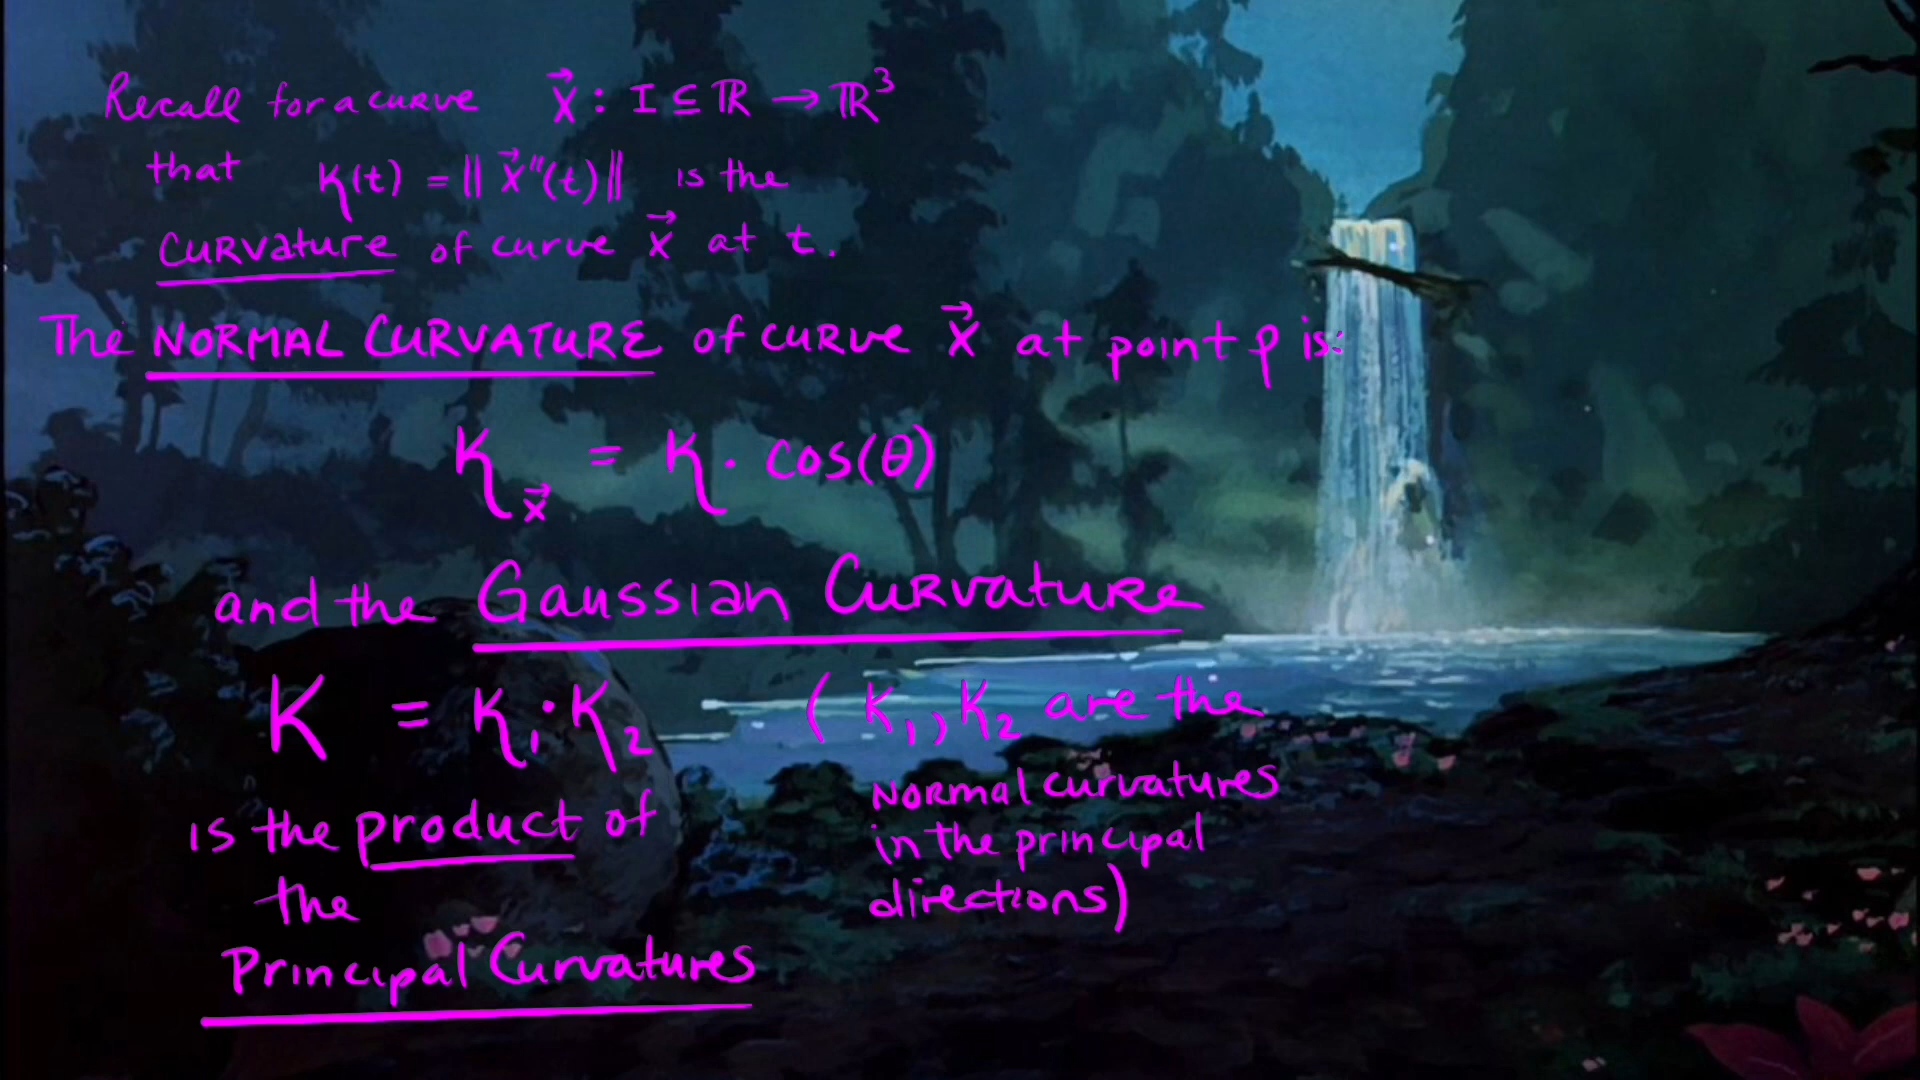 Recall for a curve x⃗ : I ⊆ ℝ → ℝ³
that κ(t) = ‖ x⃗''(t) ‖ is the
curvature of curve x⃗ at t.
The NORMAL CURVATURE of curve x⃗ at point p is:
κ_x⃗ = κ · cos(θ)
and the Gaussian Curvature
K = κ₁ · κ₂
is the product of
the
Principal Curvatures
( κ₁, κ₂ are the
normal curvatures
in the principal
directions)